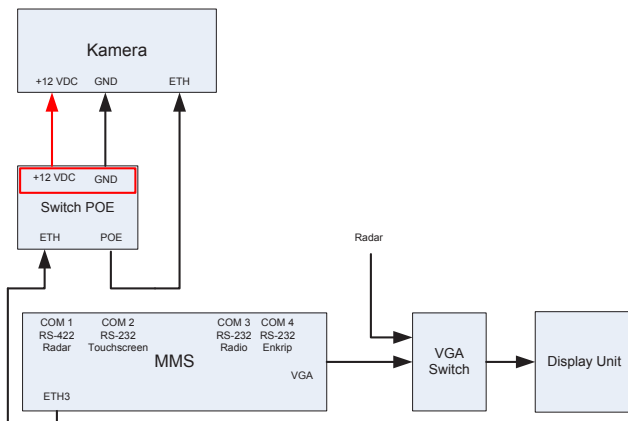 Kamera
+12 VDC GND ETH
+12 VDC GND
Switch POE
ETH POE
Radar
COM 1 COM 2 COM 3 COM 4
RS-422 RS-232 RS-232 RS-232
Radar Touchscreen Radio Enkrip
MMS
VGA
ETH3
VGA
Switch
Display Unit